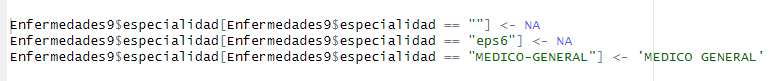 Enfermedades9$especialidad[Enfermedades9$especialidad == ""] <- NA
Enfermedades9$especialidad[Enfermedades9$especialidad == "eps6"] <- NA
Enfermedades9$especialidad[Enfermedades9$especialidad == "MEDICO-GENERAL"] <- 'MEDICO GENERAL'